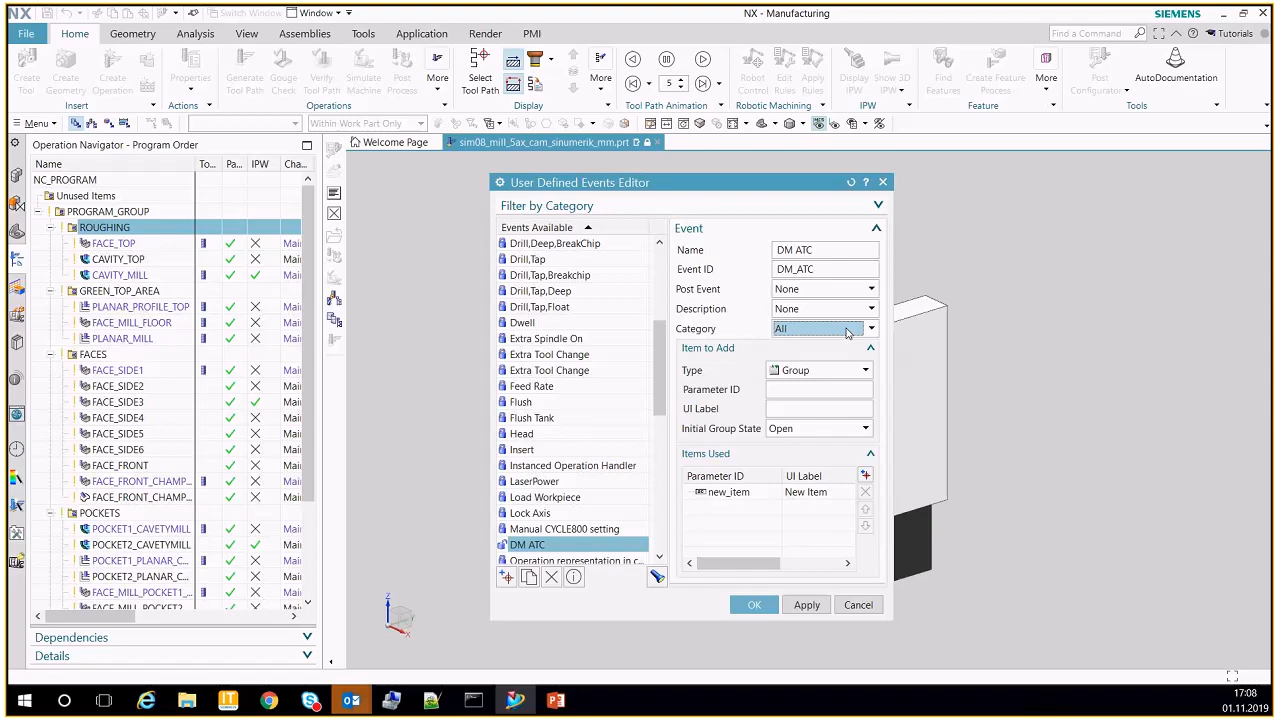 NX
Switch Window
Window
NX - Manufacturing
SIEMENS
File
Home
Geometry
Analysis
View
Assemblies
Tools
Application
Render
PMI
Find a Command
Tutorials
Create Tool
Create Geometry
Create Operation
Properties
Generate Tool Path
Gouge Check
Verify Tool Path
Simulate Machine
Post Process
More
Select Tool Path
More
5
Robot Control
Edit Rules
Apply Rules
Display IPW
Show 3D IPW
Find Features
Create Feature Process
More
Post Configurator
AutoDocumentation
Insert
Actions
Operations
Display
Tool Path Animation
Robotic Machining
IPW
Feature
Tools
Menu
Within Work Part Only
Operation Navigator - Program Order
Welcome Page
sim08_mill_5ax_cam_sinumerik_mm.prt
Name
To...
Pa...
IPW
Cha...
NC_PROGRAM
Unused Items
PROGRAM_GROUP
ROUGHING
FACE_TOP
Mai
CAVITY_TOP
Mai
CAVITY_MILL
Mai
GREEN_TOP_AREA
PLANAR_PROFILE_TOP
Mai
FACE_MILL_FLOOR
Mai
PLANAR_MILL
Mai
FACES
FACE_SIDE1
Mai
FACE_SIDE2
Mai
FACE_SIDE3
Mai
FACE_SIDE4
Mai
FACE_SIDE5
Mai
FACE_SIDE6
Mai
FACE_FRONT
Mai
FACE_FRONT_CHAMP...
Mai
FACE_FRONT_CHAM...
Mai
POCKETS
POCKET1_CAVETYMILL
Mai
POCKET2_CAVETYMILL
Mai
POCKET1_PLANAR_C...
Mai
POCKET2_PLANAR_C...
Mai
FACE_MILL_POCKET1_...
Mai
FACE_MILL_POCKET2
Mai
Dependencies
Details
User Defined Events Editor
Filter by Category
Events Available
Drill,Deep,BreakChip
Drill,Tap
Drill,Tap,Breakchip
Drill,Tap,Deep
Drill,Tap,Float
Dwell
Extra Spindle On
Extra Tool Change
Extra Tool Change
Feed Rate
Flush
Flush Tank
Head
Insert
Instanced Operation Handler
LaserPower
Load Workpiece
Lock Axis
Manual CYCLE800 setting
DM ATC
Operation representation in c...
Event
Name
DM ATC
Event ID
DM_ATC
Post Event
None
Description
None
Category
All
Item to Add
Type
Group
Parameter ID
UI Label
Initial Group State
Open
Items Used
Parameter ID
UI Label
new_item
New Item
OK
Apply
Cancel
Z
X
17:08
01.11.2019